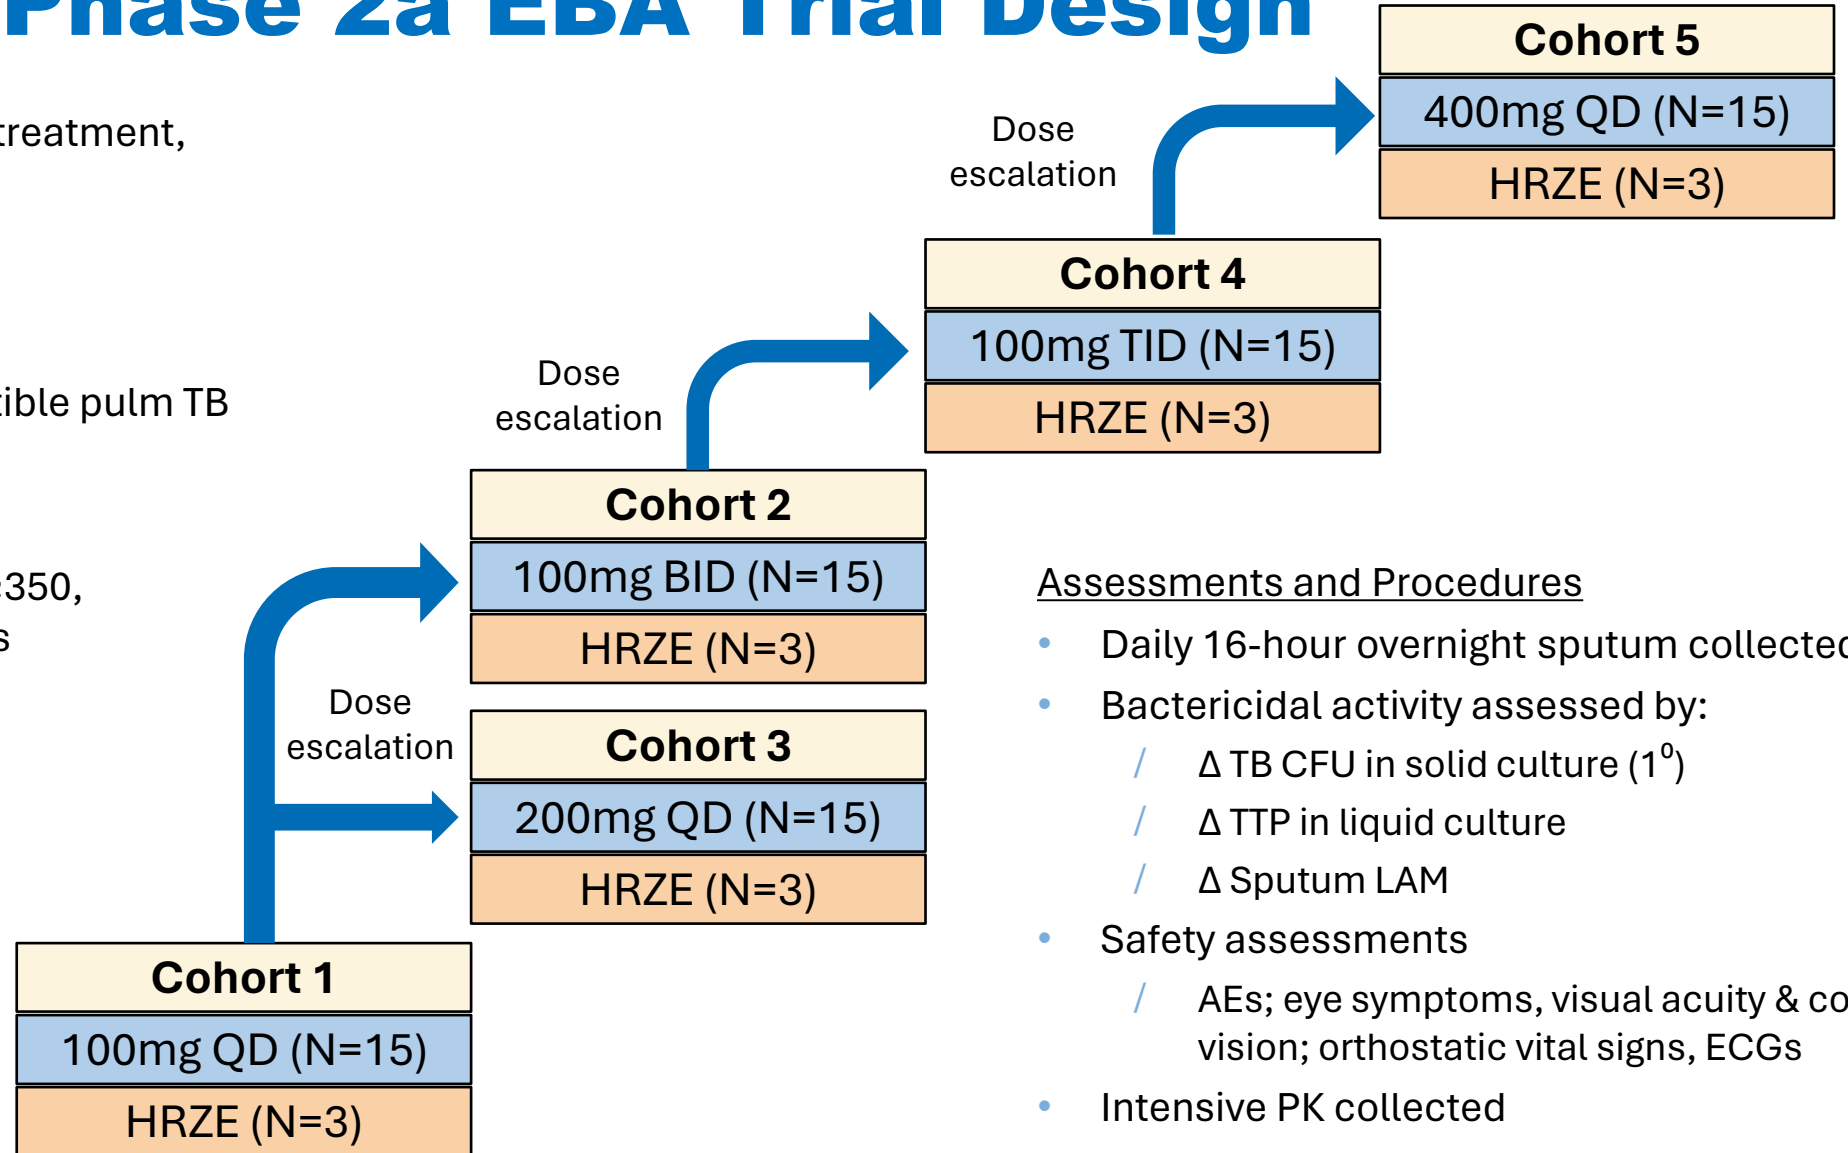 Phase 2a EBA Trial Design
treatment,
pulm TB
350,
Cohort 1
100mg QD (N=15)
HRZE (N=3)
Dose
escalation
Cohort 2
100mg BID (N=15)
HRZE (N=3)
Cohort 3
200mg QD (N=15)
HRZE (N=3)
Dose
escalation
Cohort 4
100mg TID (N=15)
HRZE (N=3)
Dose
escalation
Cohort 5
400mg QD (N=15)
HRZE (N=3)
Assessments and Procedures
• Daily 16-hour overnight sputum collected
• Bactericidal activity assessed by:
/ Δ TB CFU in solid culture (1⁰)
/ Δ TTP in liquid culture
/ Δ Sputum LAM
• Safety assessments
/ AEs; eye symptoms, visual acuity &
vision; orthostatic vital signs, ECGs
• Intensive PK collected